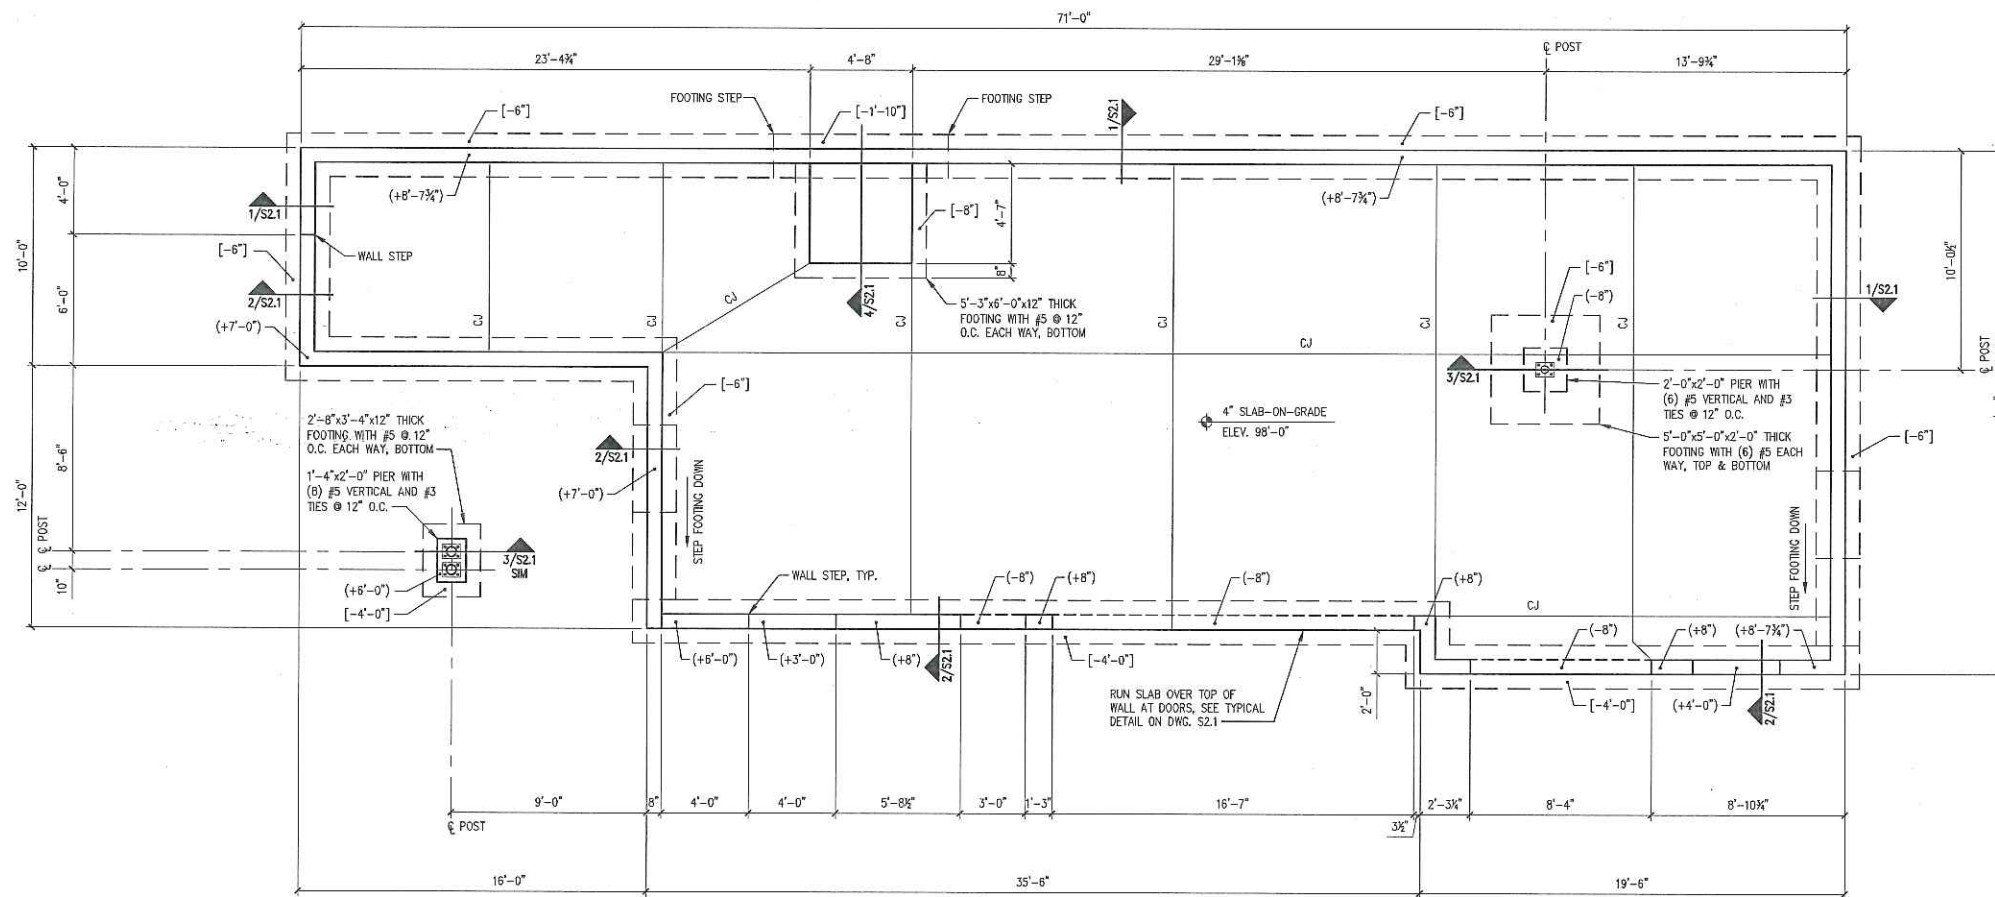 71'-0"
℄ POST
23'-4¾"
4'-8"
29'-1⅝"
13'-9¾"
FOOTING STEP
FOOTING STEP
[-6"]
[-1'-10"]
1/S2.1
[-6"]
4'-0"
(+8'-7¾")
(+8'-7¾")
1/S2.1
[-8"]
4'-7"
10'-0"
10'-0½"
[-6"]
WALL STEP
6'-0"
8"
[-6"]
2/S2.1
(-8")
1/S2.1
CJ
4/S2.1
5'-3"x6'-0"x12" THICK
FOOTING WITH #5 @ 12"
O.C. EACH WAY, BOTTOM
(+7'-0")
CJ
CJ
CJ
CJ
CJ
CJ
CJ
℄ POST
3/S2.1
[-6"]
2'-0"x2'-0" PIER WITH
(6) #5 VERTICAL AND #3
TIES @ 12" O.C.
2'-8"x3'-4"x12" THICK
FOOTING WITH #5 @ 12"
O.C. EACH WAY, BOTTOM
4" SLAB-ON-GRADE
ELEV. 98'-0"
5'-0"x5'-0"x2'-0" THICK
FOOTING WITH (6) #5 EACH
WAY, TOP & BOTTOM
[-6"]
8'-6"
2/S2.1
1'-4"x2'-0" PIER WITH
(8) #5 VERTICAL AND #3
TIES @ 12" O.C.
(+7'-0")
12'-0"
STEP FOOTING DOWN
STEP FOOTING DOWN
℄ POST
℄
3/S2.1
SIM
10"
(+6'-0")
[-4'-0"]
WALL STEP, TYP.
(-8")
(+8")
(-8")
(+8")
CJ
(+6'-0")
(+3'-0")
(+8")
2/S2.1
[-4'-0"]
(-8")
(+8")
(+8'-7¾")
RUN SLAB OVER TOP OF
WALL AT DOORS, SEE TYPICAL
DETAIL ON DWG. S2.1
2'-0"
[-4'-0"]
(+4'-0")
2/S2.1
9'-0"
8"
4'-0"
4'-0"
5'-8½"
3'-0"
1'-3"
16'-7"
2'-3¼"
8'-4"
8'-10¾"
℄ POST
3½"
16'-0"
35'-6"
19'-6"